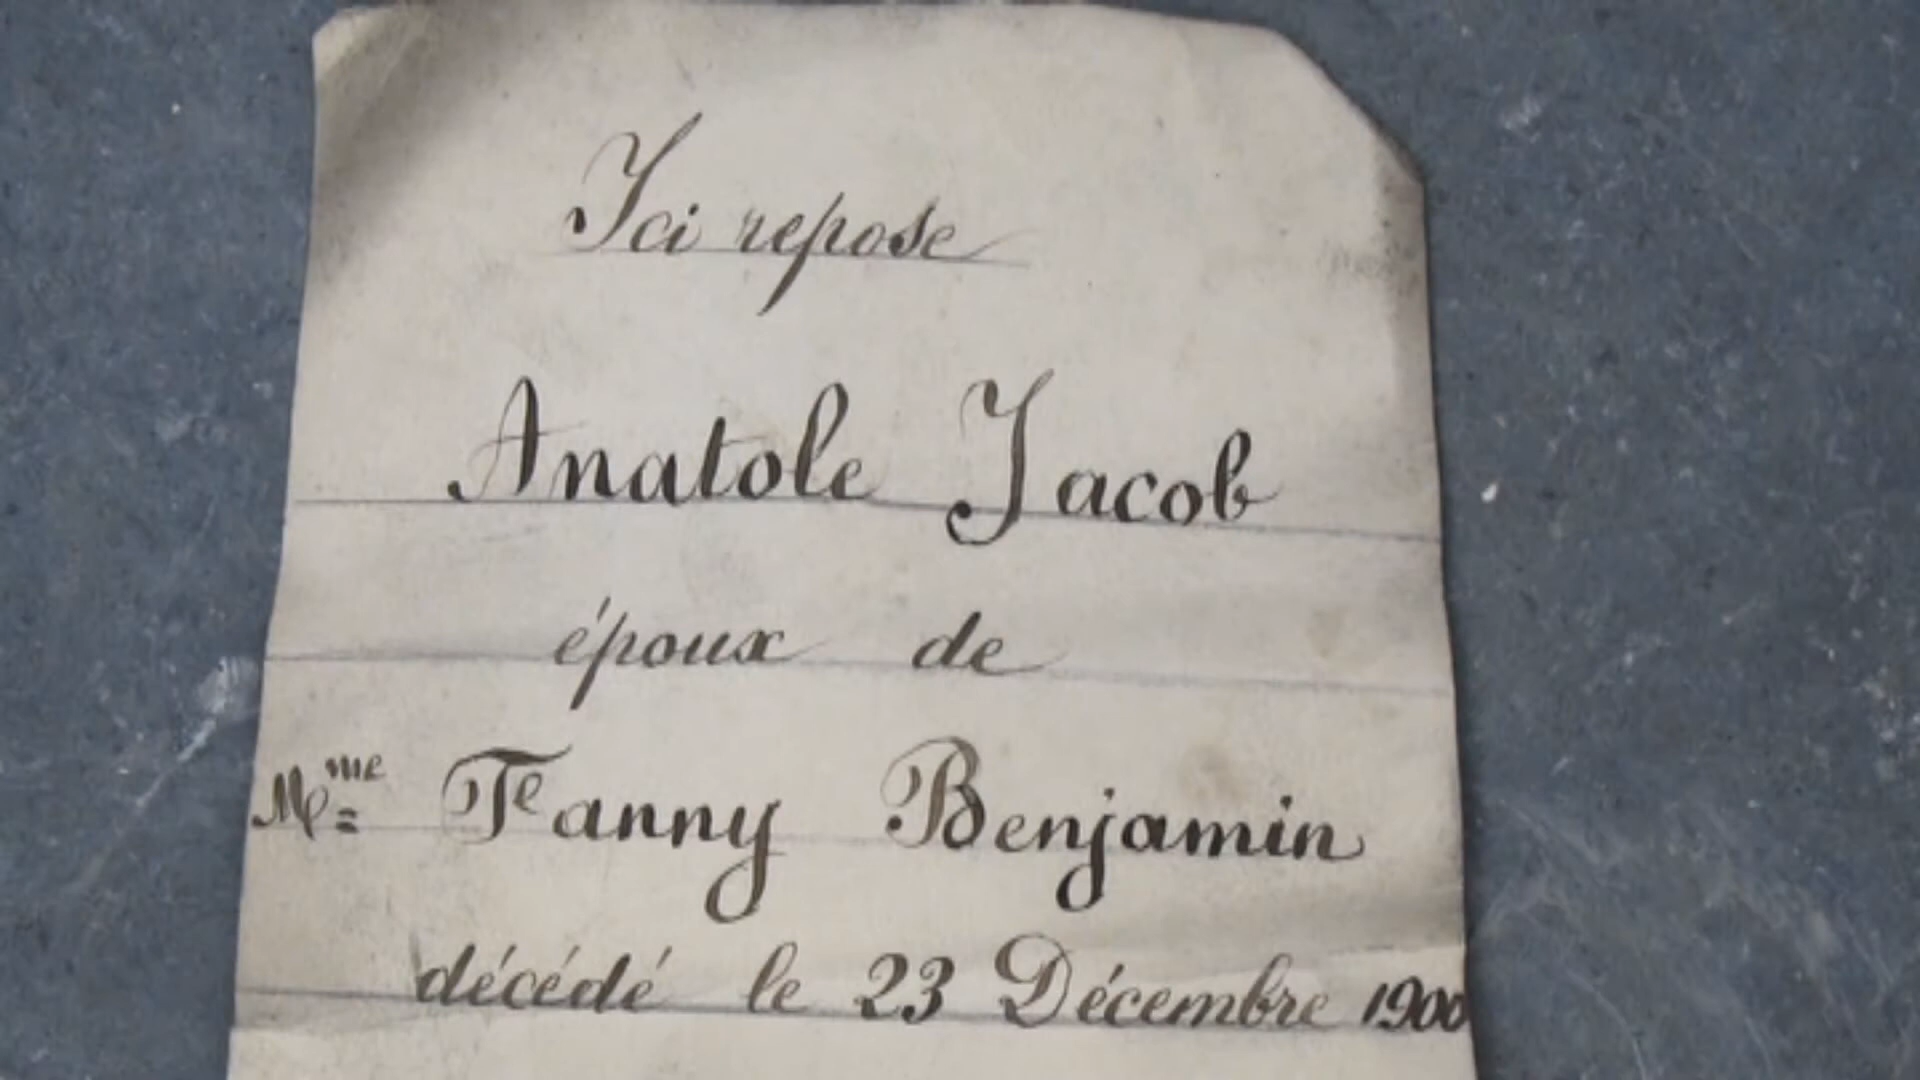 Ici repose
Anatole Jacob
époux de
Mme Fanny Benjamin
décédé le 23 Décembre 1900